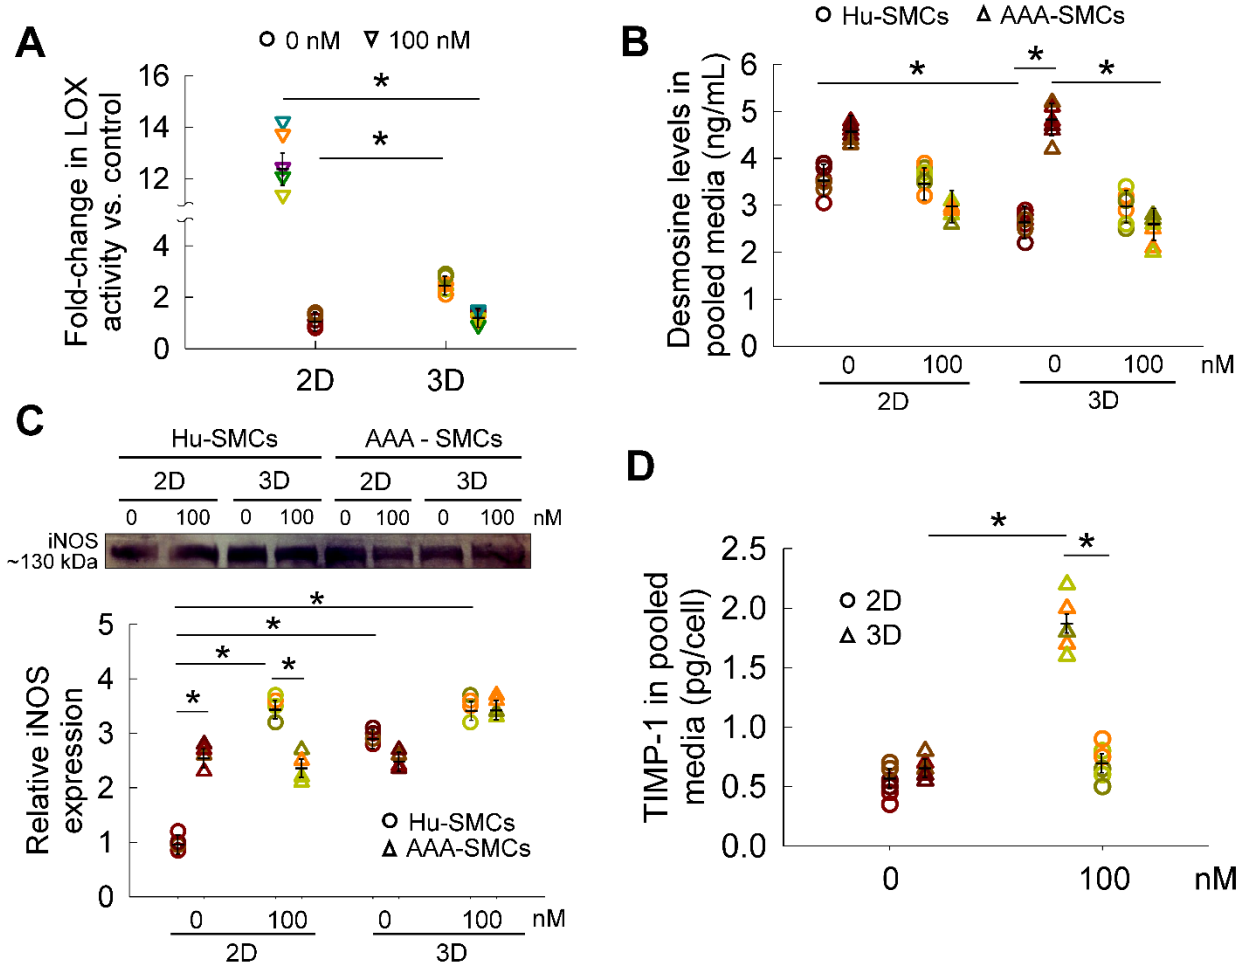 A
○ 0 nM ▽ 100 nM
Fold-change in LOX
activity vs. control
16
14
12
4
2
0
*
*
2D 3D
B
○ Hu-SMCs △ AAA-SMCs
Desmosine levels in
pooled media (ng/mL)
6
5
4
3
2
1
0
* * *
0 100 0 100 nM
2D 3D
C
Hu-SMCs AAA - SMCs
2D 3D 2D 3D
0 100 0 100 0 100 0 100 nM
iNOS
~130 kDa
Relative iNOS
expression
5
4
3
2
1
0
*
*
* *
*
○ Hu-SMCs
△ AAA-SMCs
0 100 0 100 nM
2D 3D
D
TIMP-1 in pooled
media (pg/cell)
2.5
2.0
1.5
1.0
0.5
0.0
* *
○ 2D
△ 3D
0 100 nM